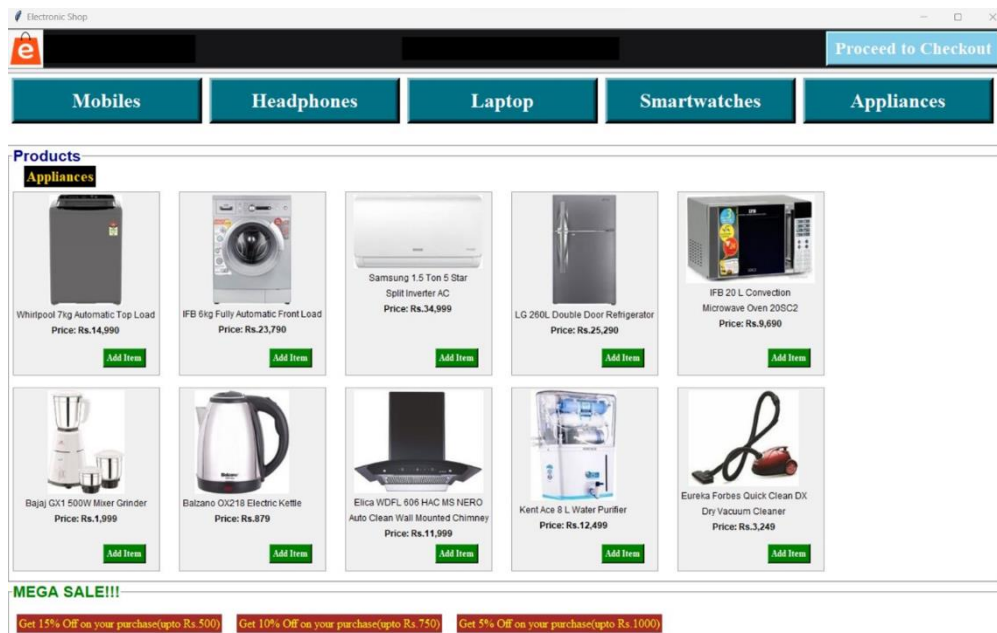 Electronic Shop
e
Proceed to Checkout
Mobiles
Headphones
Laptop
Smartwatches
Appliances
Products
Appliances
Whirlpool 7kg Automatic Top Load
Price: Rs.14,990
Add Item
IFB 6kg Fully Automatic Front Load
Price: Rs.23,790
Add Item
Samsung 1.5 Ton 5 Star
Split Inverter AC
Price: Rs.34,999
Add Item
LG 260L Double Door Refrigerator
Price: Rs.25,290
Add Item
IFB 20 L Convection
Microwave Oven 20SC2
Price: Rs.9,690
Add Item
Bajaj GX1 500W Mixer Grinder
Price: Rs.1,999
Add Item
Balzano OX218 Electric Kettle
Price: Rs.879
Add Item
Elica WDFL 606 HAC MS NERO
Auto Clean Wall Mounted Chimney
Price: Rs.11,999
Add Item
Kent Ace 8 L Water Purifier
Price: Rs.12,499
Add Item
Eureka Forbes Quick Clean DX
Dry Vacuum Cleaner
Price: Rs.3,249
Add Item
MEGA SALE!!!
Get 15% Off on your purchase(upto Rs.500)
Get 10% Off on your purchase(upto Rs.750)
Get 5% Off on your purchase(upto Rs.1000)